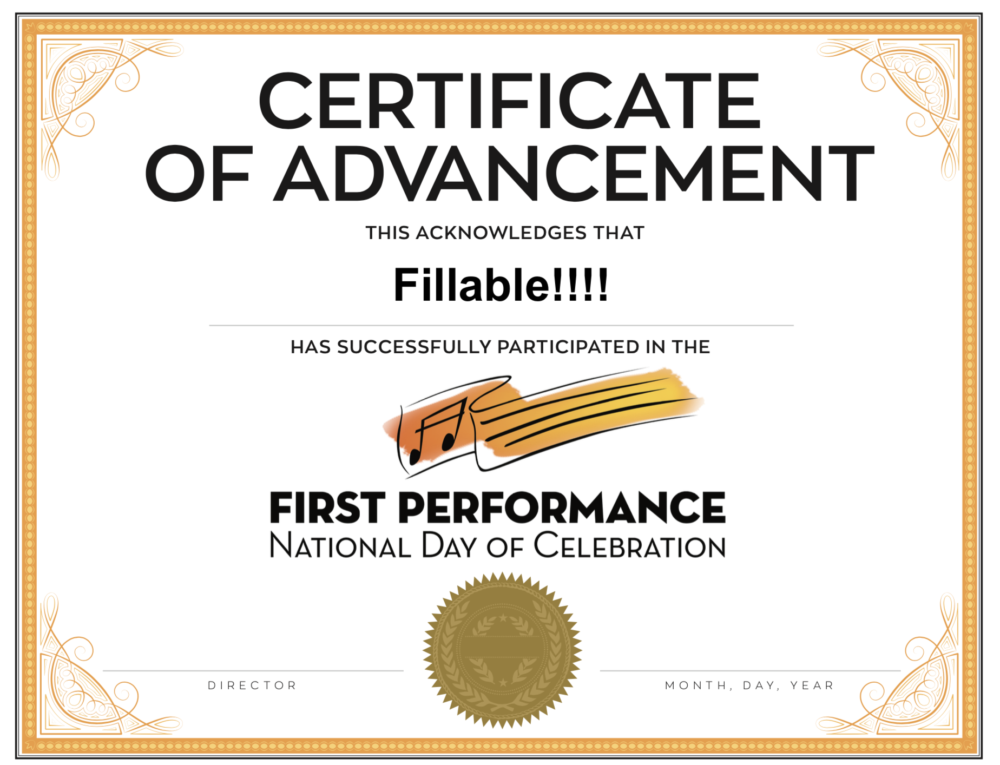 CERTIFICATE
OF ADVANCEMENT
THIS ACKNOWLEDGES THAT
Fillable!!!!
HAS SUCCESSFULLY PARTICIPATED IN THE
FIRST PERFORMANCE
NATIONAL DAY OF CELEBRATION
DIRECTOR
MONTH, DAY, YEAR